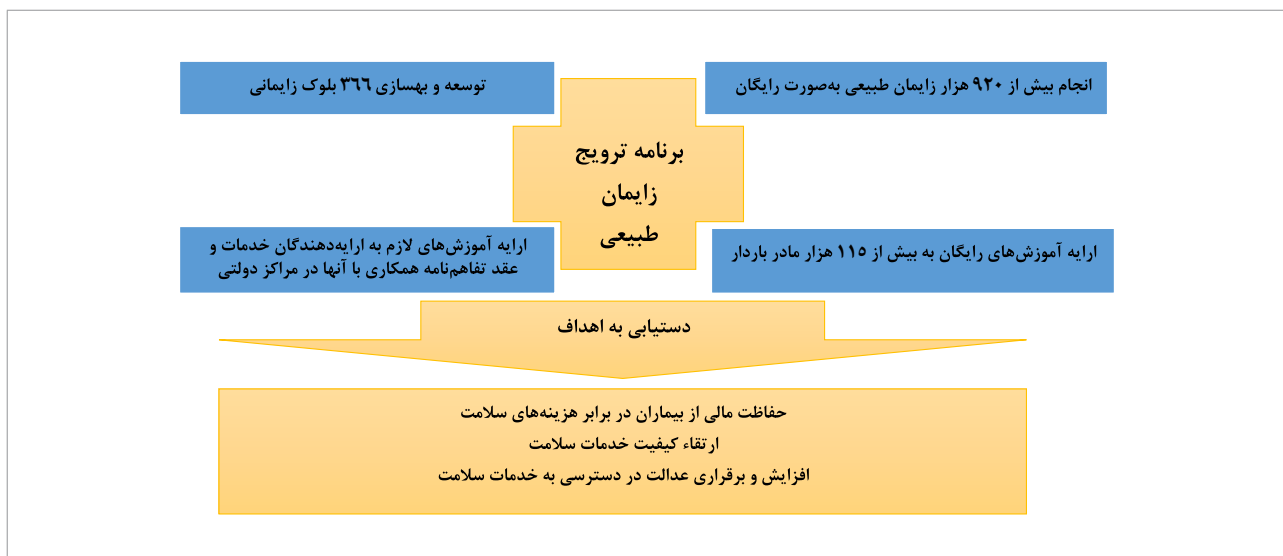 انجام بیش از ۹۲۰ هزار زایمان طبیعی به‌صورت رایگان
توسعه و بهسازی ۳٦٦ بلوک زایمانی
برنامه ترویج
زایمان
طبیعی
ارایه آموزش‌های رایگان به بیش از ۱۱۵ هزار مادر باردار
ارایه آموزش‌های لازم به ارایه‌دهندگان خدمات و
عقد تفاهم‌نامه همکاری با آنها در مراکز دولتی
دستیابی به اهداف
حفاظت مالی از بیماران در برابر هزینه‌های سلامت
ارتقاء کیفیت خدمات سلامت
افزایش و برقراری عدالت در دسترسی به خدمات سلامت